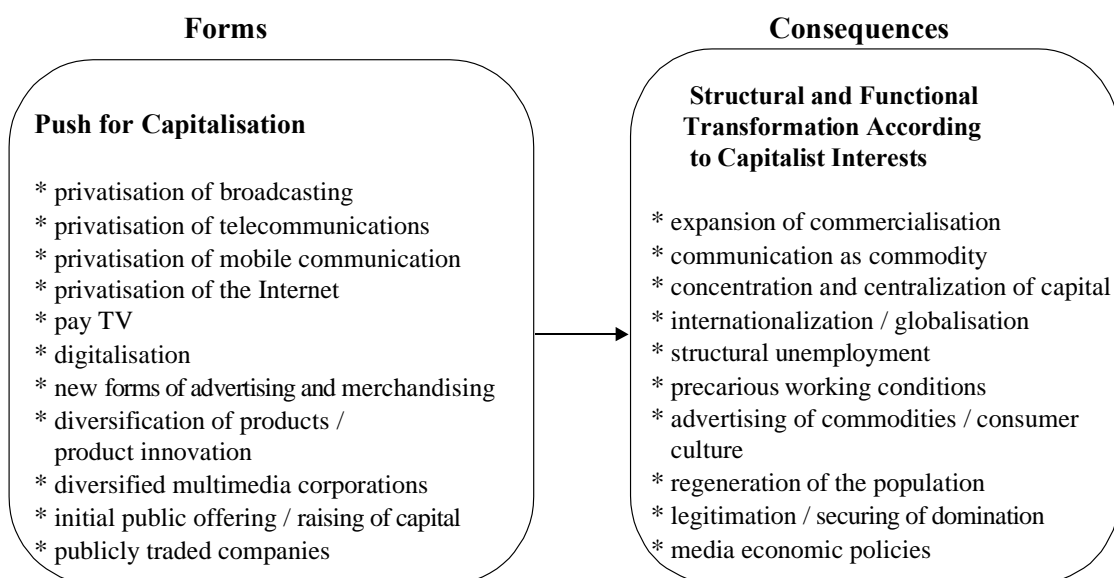 Forms
Push for Capitalisation
* privatisation of broadcasting
* privatisation of telecommunications
* privatisation of mobile communication
* privatisation of the Internet
* pay TV
* digitalisation
* new forms of advertising and merchandising
* diversification of products /
product innovation
* diversified multimedia corporations
* initial public offering / raising of capital
* publicly traded companies
Consequences
Structural and Functional
Transformation According
to Capitalist Interests
* expansion of commercialisation
* communication as commodity
* concentration and centralization of capital
* internationalization / globalisation
* structural unemployment
* precarious working conditions
* advertising of commodities / consumer
culture
* regeneration of the population
* legitimation / securing of domination
* media economic policies